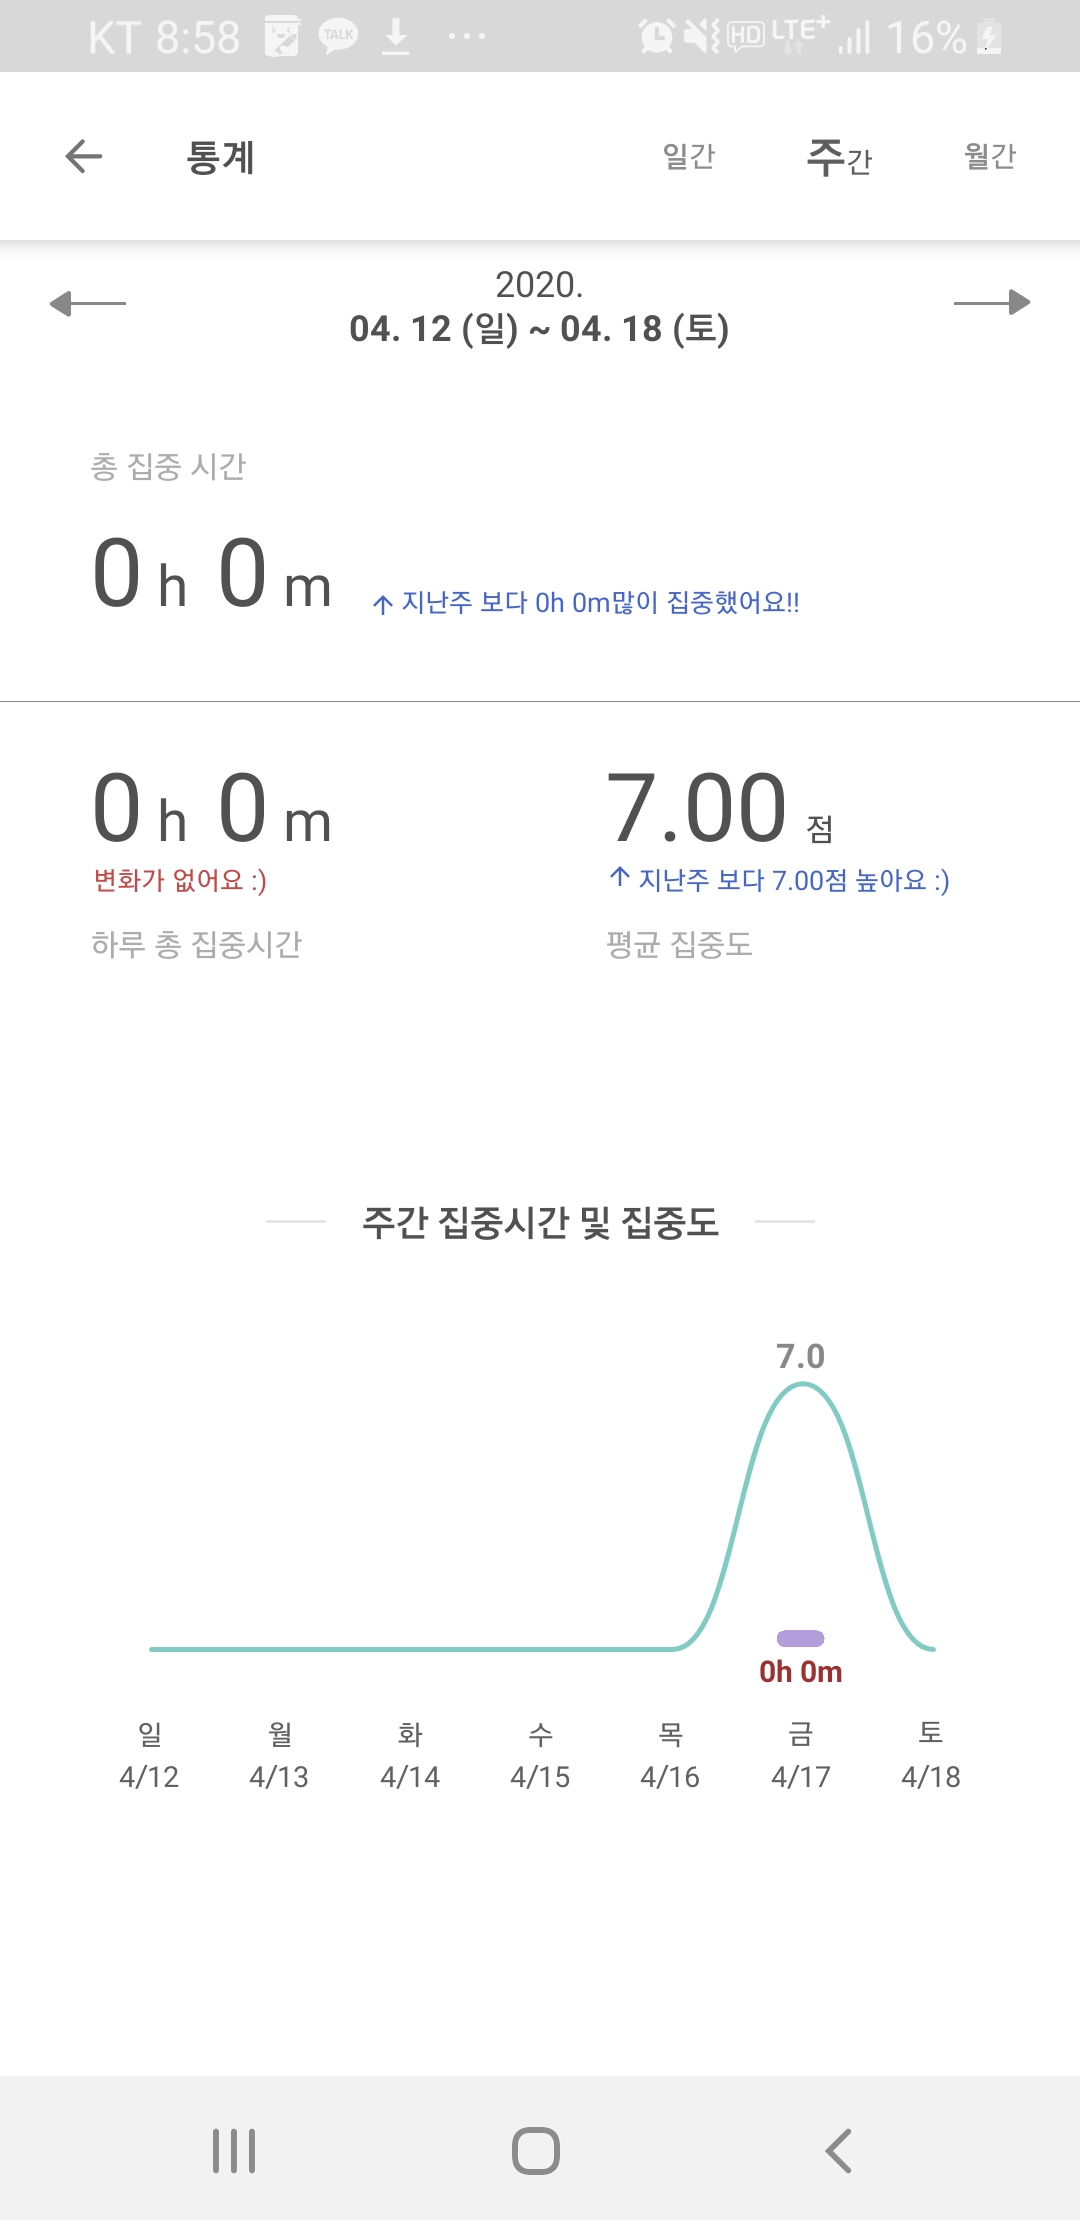 KT 8:58 TALK HD LTE+ 16%
통계 일간 주간 월간
2020.
04. 12 (일) ~ 04. 18 (토)
총 집중 시간
0 h 0 m 지난주 보다 0h 0m많이 집중했어요!!
0 h 0 m 7.00 점
변화가 없어요 :) 지난주 보다 7.00점 높아요 :)
하루 총 집중시간 평균 집중도
주간 집중시간 및 집중도
7.0
0h 0m
일 월 화 수 목 금 토
4/12 4/13 4/14 4/15 4/16 4/17 4/18